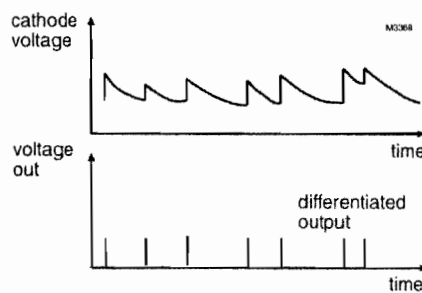 cathode
voltage
M3368
time
voltage
out
differentiated
output
time